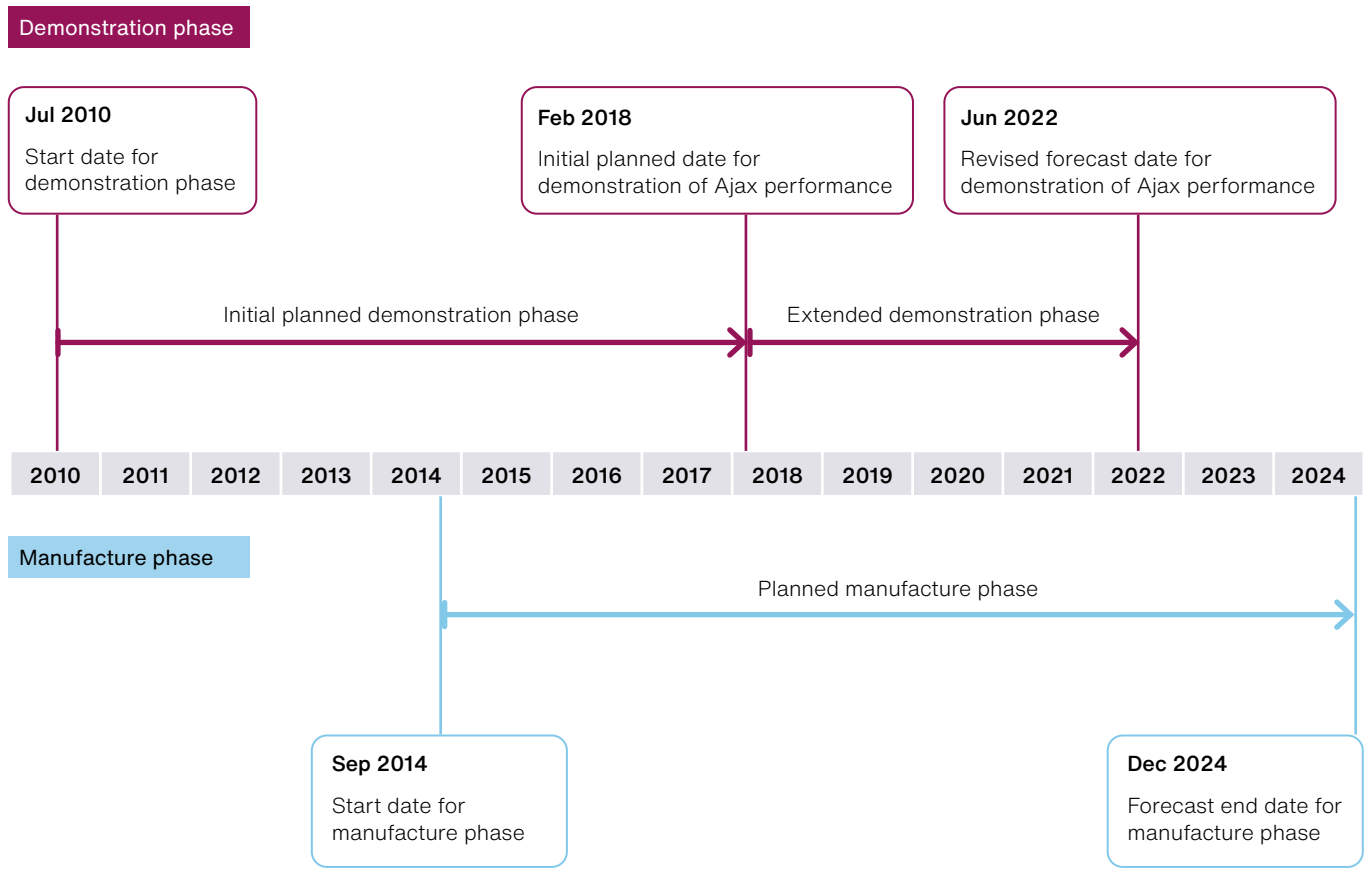 Demonstration phase
Jul 2010
Start date for
demonstration phase
Feb 2018
Initial planned date for
demonstration of Ajax performance
Jun 2022
Revised forecast date for
demonstration of Ajax performance
Initial planned demonstration phase
Extended demonstration phase
2010 2011 2012 2013 2014 2015 2016 2017 2018 2019 2020 2021 2022 2023 2024
Manufacture phase
Planned manufacture phase
Sep 2014
Start date for
manufacture phase
Dec 2024
Forecast end date for
manufacture phase